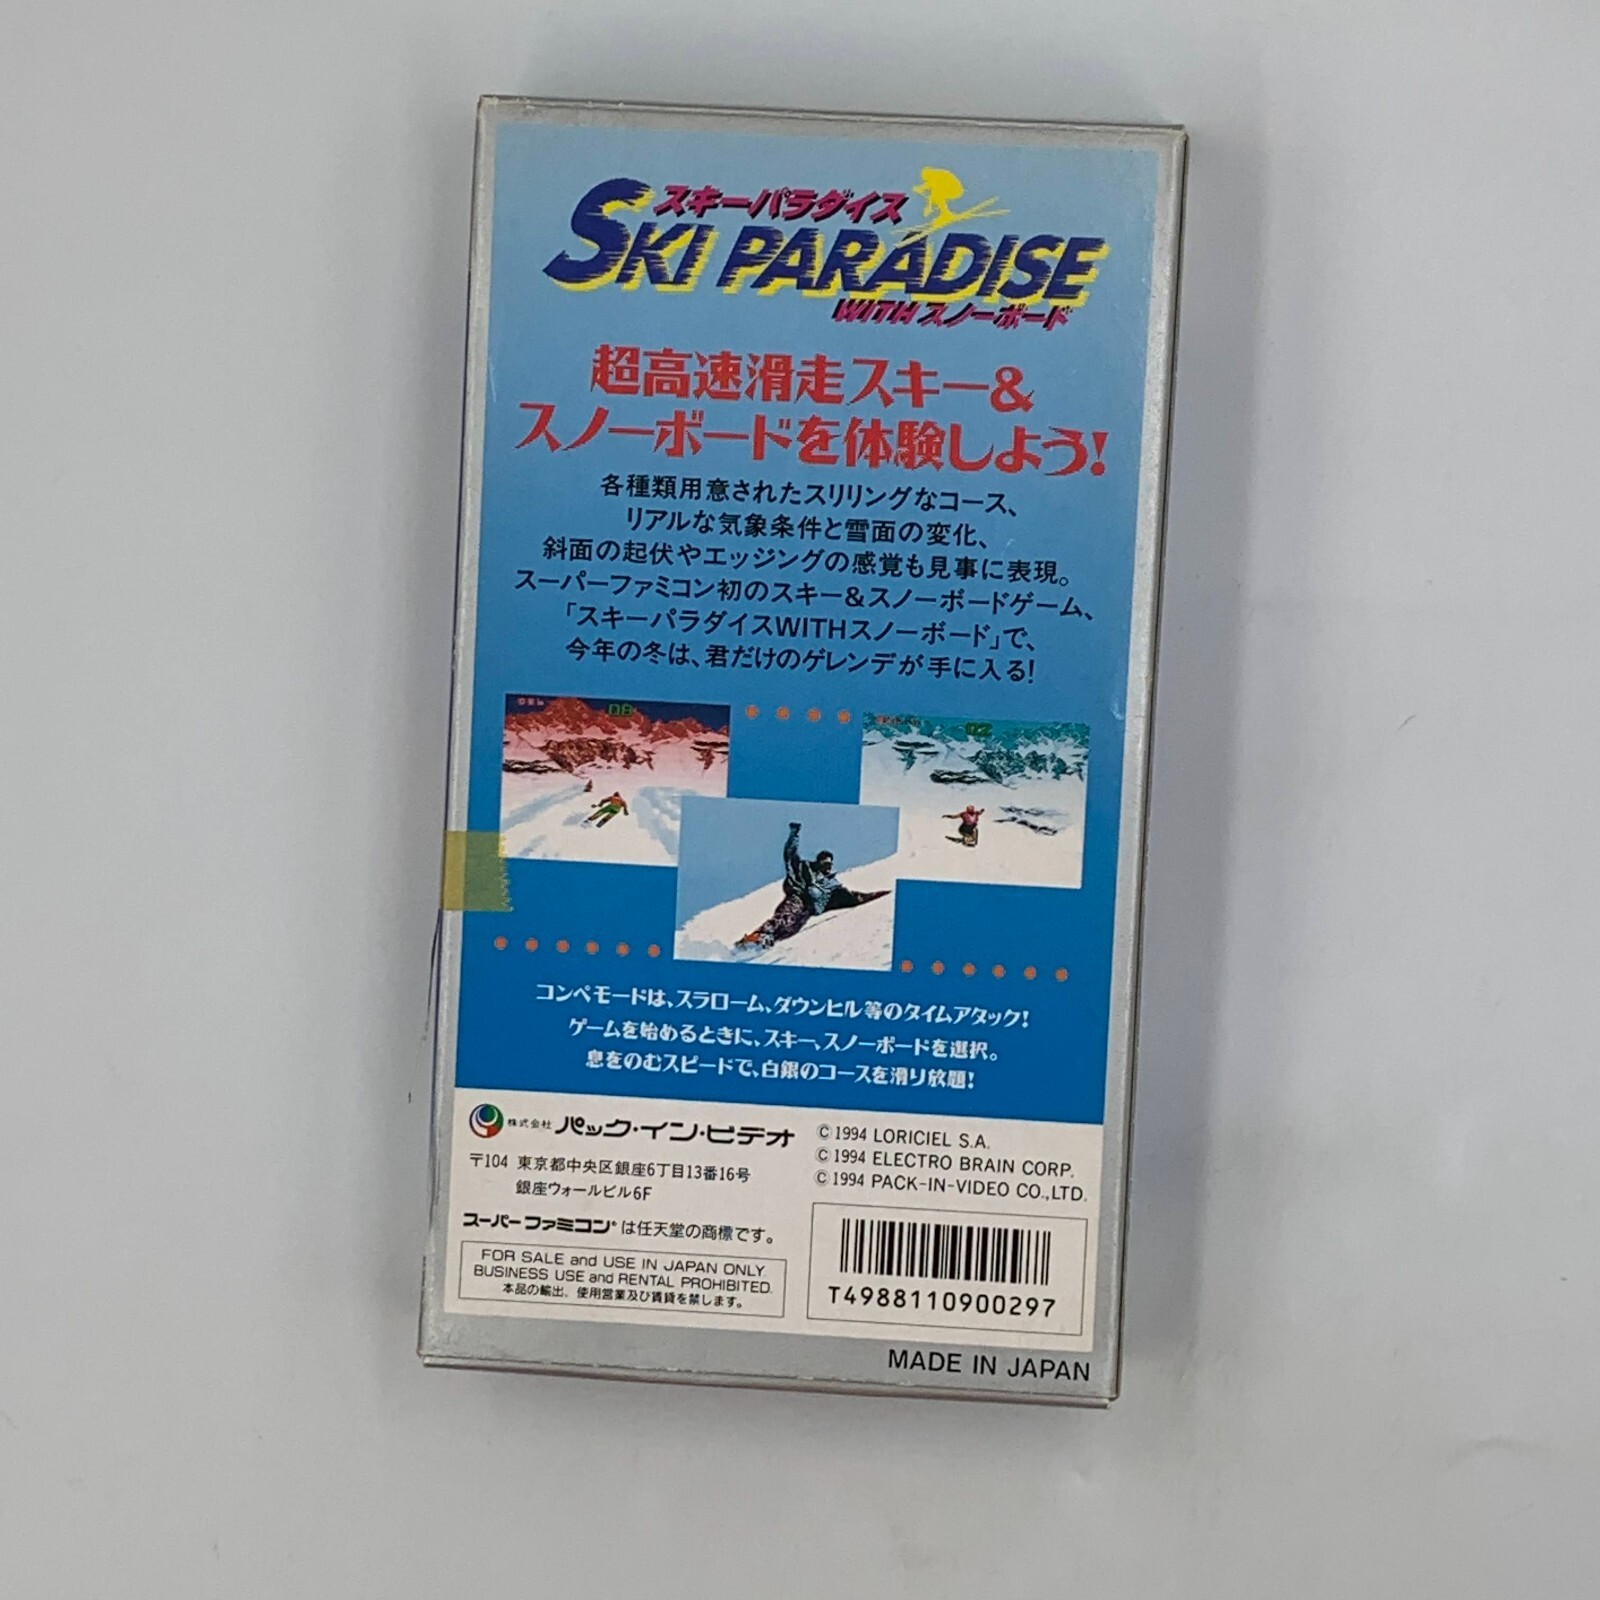 スキーパラダイス
SKI PARADISE
WITH スノーボード
超高速滑走スキー&
スノーボードを体験しよう!
各種類用意されたスリリングなコース、
リアルな気象条件と雪面の変化、
斜面の起伏やエッジングの感覚も見事に表現。
スーパーファミコン初のスキー&スノーボードゲーム、
「スキーパラダイスWITHスノーボード」で、
今年の冬は、君だけのゲレンデが手に入る!
コンペモードは、スラローム、ダウンヒル等のタイムアタック!
ゲームを始めるときに、スキー、スノーボードを選択。
息をのむスピードで、白銀のコースを滑り放題!
株式会社 パック・イン・ビデオ
〒104 東京都中央区銀座6丁目13番16号
銀座ウォールビル6F
スーパーファミコン®は任天堂の商標です。
FOR SALE and USE IN JAPAN ONLY.
BUSINESS USE and RENTAL PROHIBITED.
本品の輸出、使用営業及び賃貸を禁じます。
©1994 LORICIEL S.A.
©1994 ELECTRO BRAIN CORP.
©1994 PACK-IN-VIDEO CO.,LTD.
T4988110900297
MADE IN JAPAN